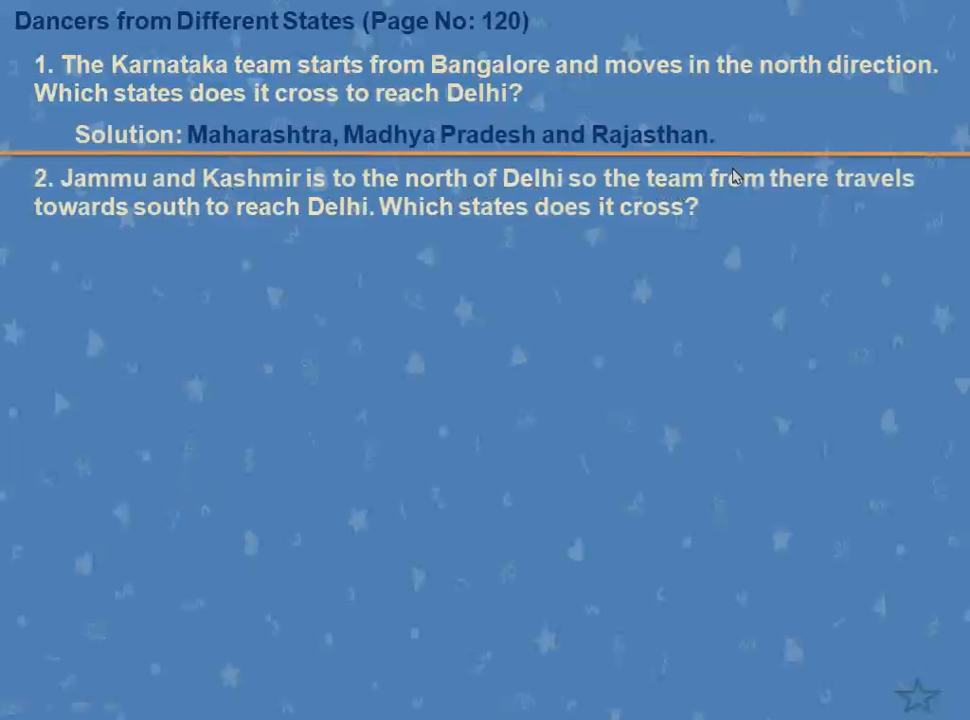 Dancers from Different States (Page No: 120)
1. The Karnataka team starts from Bangalore and moves in the north direction.
Which states does it cross to reach Delhi?
Solution: Maharashtra, Madhya Pradesh and Rajasthan.
2. Jammu and Kashmir is to the north of Delhi so the team from there travels
towards south to reach Delhi. Which states does it cross?